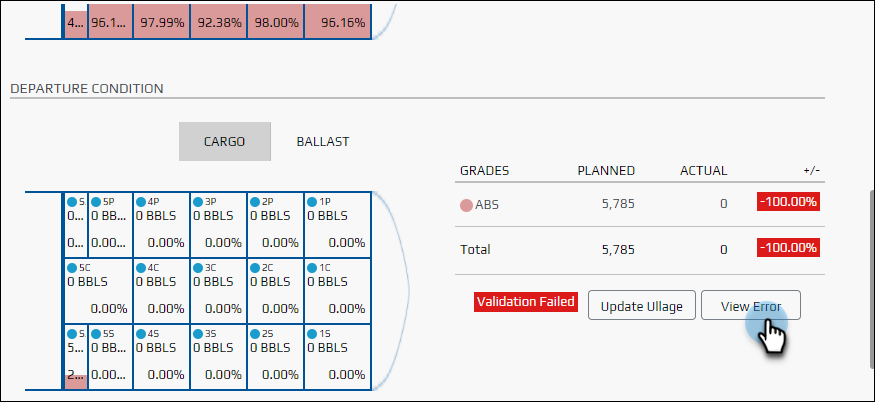 4... 96.1... 97.99% 92.38% 98.00% 96.16%
DEPARTURE CONDITION
CARGO BALLAST
GRADES PLANNED ACTUAL +/-
ABS 5,785 0 -100.00%
Total 5,785 0 -100.00%
Validation Failed Update Ullage View Error
5. 5P 4P 3P 2P 1P
0... 0 BB... 0 BBLS 0 BBLS 0 BBLS 0 BBLS
0... 0.00... 0.00% 0.00% 0.00% 0.00%
5C 4C 3C 2C 1C
0 BBLS 0 BBLS 0 BBLS 0 BBLS 0 BBLS
0.00% 0.00% 0.00% 0.00% 0.00%
5. 5S 4S 3S 2S 1S
5... 0 BB... 0 BBLS 0 BBLS 0 BBLS 0 BBLS
2... 0.00... 0.00% 0.00% 0.00% 0.00%